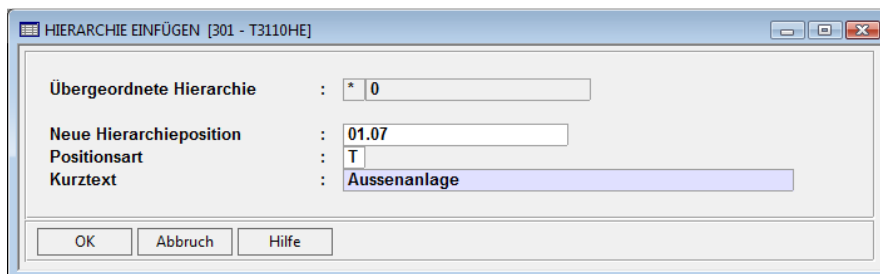 HIERARCHIE EINFÜGEN [301 - T3110HE]
Übergeordnete Hierarchie : * 0
Neue Hierarchieposition : 01.07
Positionsart : T
Kurztext : Aussenanlage
OK Abbruch Hilfe